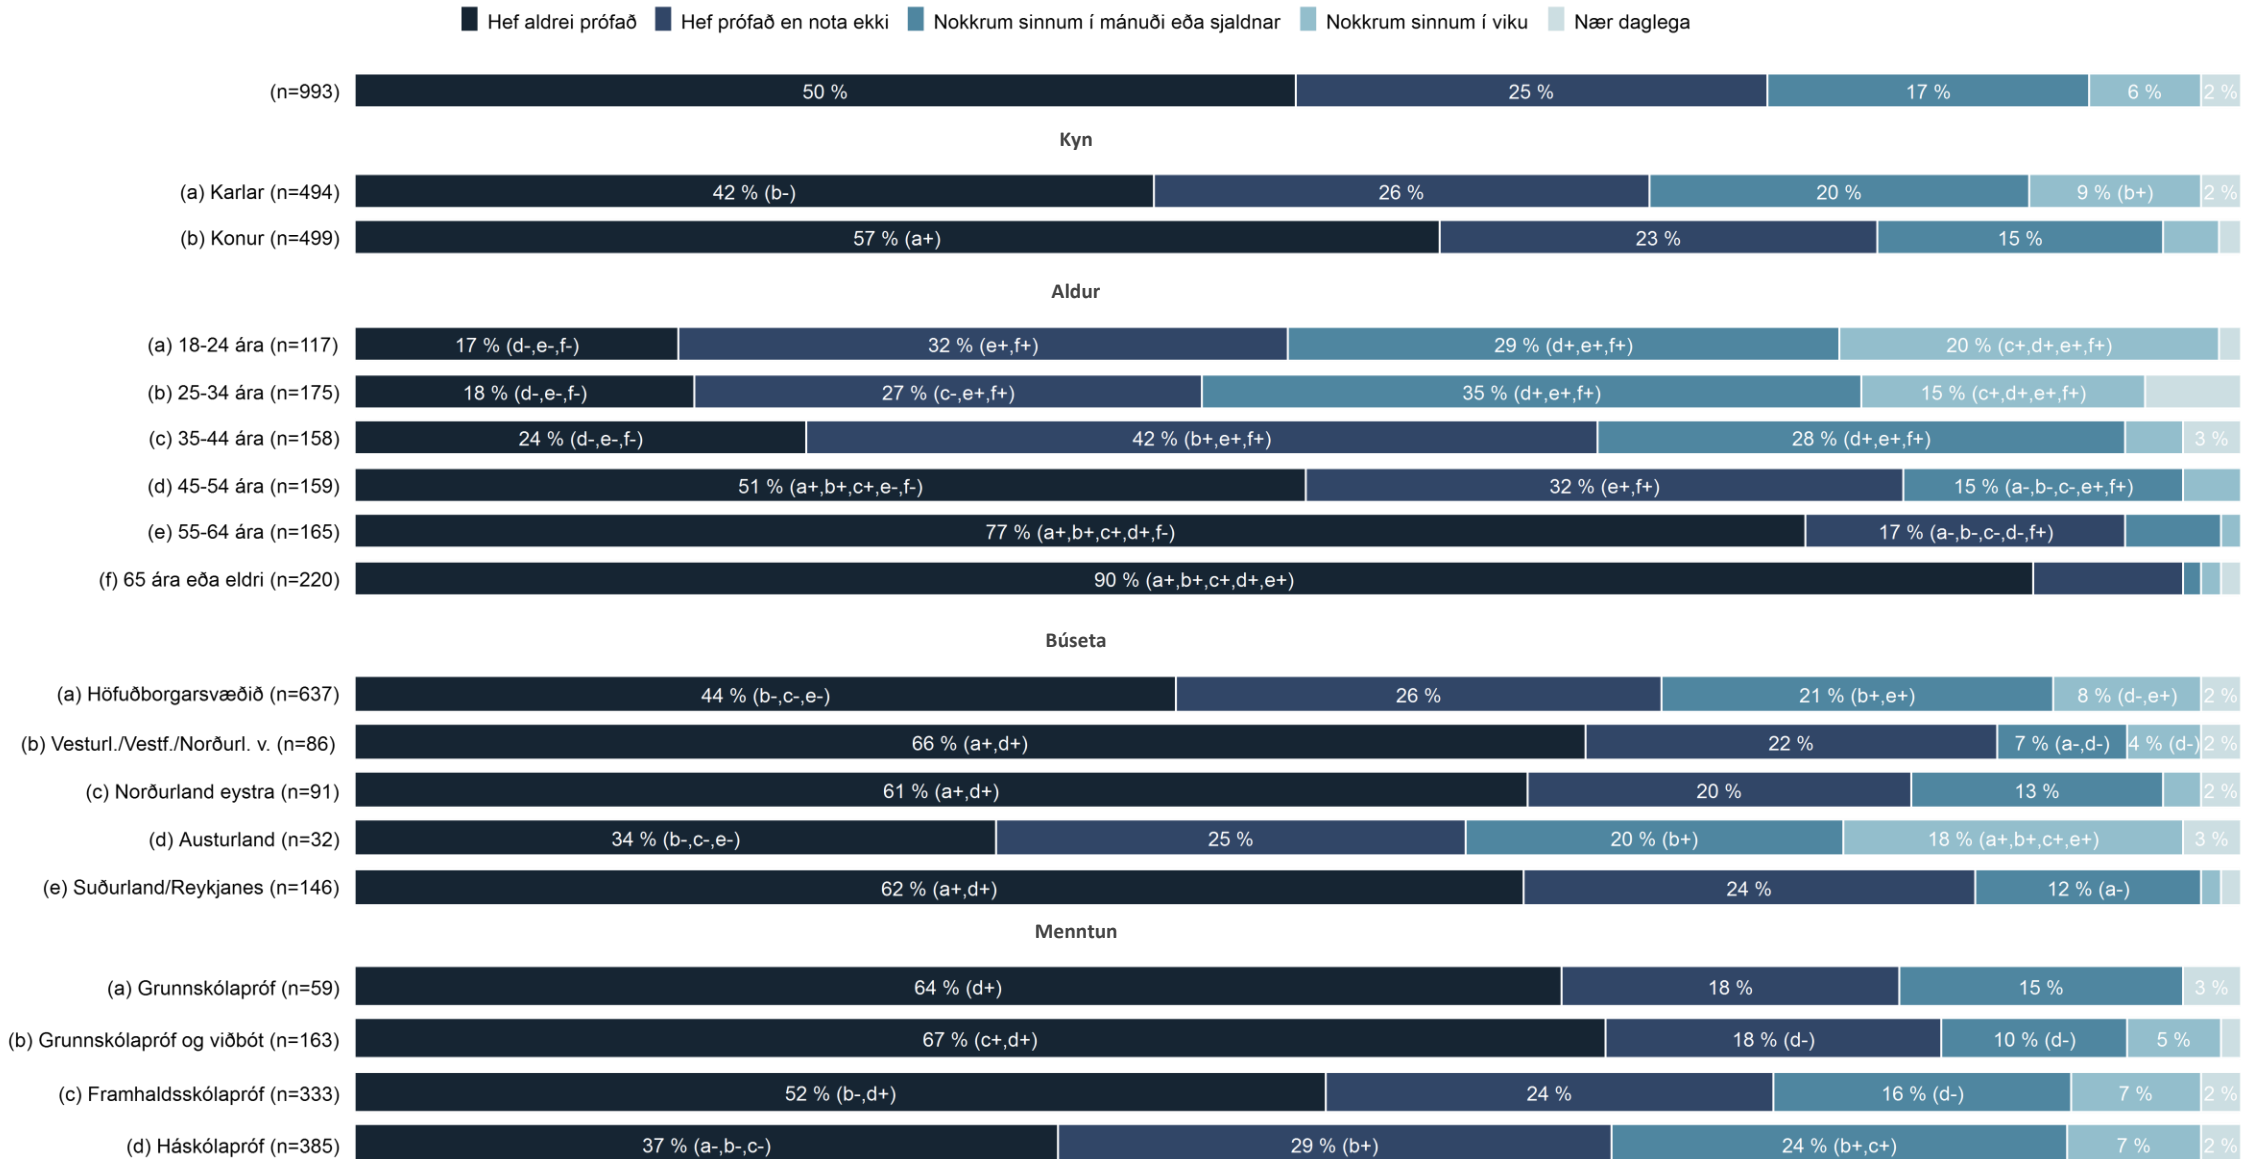 Hef aldrei prófað Hef prófað en nota ekki Nokkrum sinnum í mánuði eða sjaldnar Nokkrum sinnum í viku Nær daglega
(n=993) 50 % 25 % 17 % 6 % 2 %
Kyn
(a) Karlar (n=494) 42 % (b-) 26 % 20 % 9 % (b+) 2 %
(b) Konur (n=499) 57 % (a+) 23 % 15 %
Aldur
(a) 18-24 ára (n=117) 17 % (d-,e-,f-) 32 % (e+,f+) 29 % (d+,e+,f+) 20 % (c+,d+,e+,f+)
(b) 25-34 ára (n=175) 18 % (d-,e-,f-) 27 % (c-,e+,f+) 35 % (d+,e+,f+) 15 % (c+,d+,e+,f+)
(c) 35-44 ára (n=158) 24 % (d-,e-,f-) 42 % (b+,e+,f+) 28 % (d+,e+,f+) 3 %
(d) 45-54 ára (n=159) 51 % (a+,b+,c+,e-,f-) 32 % (e+,f+) 15 % (a-,b-,c-,e+,f+)
(e) 55-64 ára (n=165) 77 % (a+,b+,c+,d+,f-) 17 % (a-,b-,c-,d-,f+)
(f) 65 ára eða eldri (n=220) 90 % (a+,b+,c+,d+,e+)
Búseta
(a) Höfuðborgarsvæðið (n=637) 44 % (b-,c-,e-) 26 % 21 % (b+,e+) 8 % (d-,e+) 2 %
(b) Vesturl./Vestf./Norðurl. v. (n=86) 66 % (a+,d+) 22 % 7 % (a-,d-) 4 % (d-) 2 %
(c) Norðurland eystra (n=91) 61 % (a+,d+) 20 % 13 % 2 %
(d) Austurland (n=32) 34 % (b-,c-,e-) 25 % 20 % (b+) 18 % (a+,b+,c+,e+) 3 %
(e) Suðurland/Reykjanes (n=146) 62 % (a+,d+) 24 % 12 % (a-)
Menntun
(a) Grunnskólapróf (n=59) 64 % (d+) 18 % 15 % 3 %
(b) Grunnskólapróf og viðbót (n=163) 67 % (c+,d+) 18 % (d-) 10 % (d-) 5 %
(c) Framhaldsskólapróf (n=333) 52 % (b-,d+) 24 % 16 % (d-) 7 % 2 %
(d) Háskólapróf (n=385) 37 % (a-,b-,c-) 29 % (b+) 24 % (b+,c+) 7 % 2 %